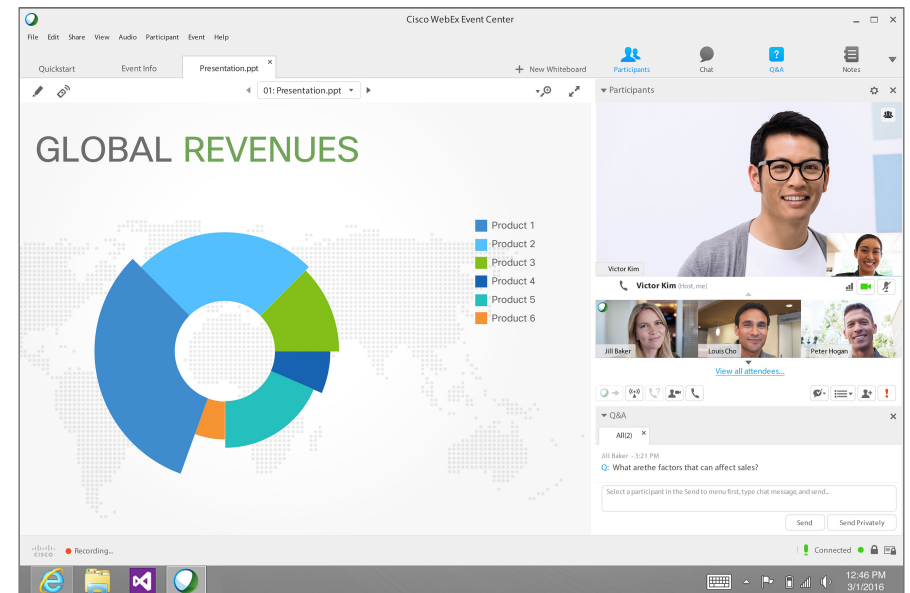 Cisco WebEx Event Center
File Edit Share View Audio Participant Event Help
Quickstart Event Info Presentation.ppt × + New Whiteboard Participants Chat ? Q&A Notes
01: Presentation.ppt
Participants
GLOBAL REVENUES
Product 1
Product 2
Product 3
Product 4
Product 5
Product 6
Victor Kim
Victor Kim (Host, me)
Jill Baker Louis Cho Peter Hogan
View all attendees...
Q&A
All(2) ×
Jill Baker - 3:21 PM
Q: What arethe factors that can affect sales?
Select a participant in the Send to menu first, type chat message, and send...
Send Send Privately
cisco Recording... Connected
12:46 PM
3/1/2016